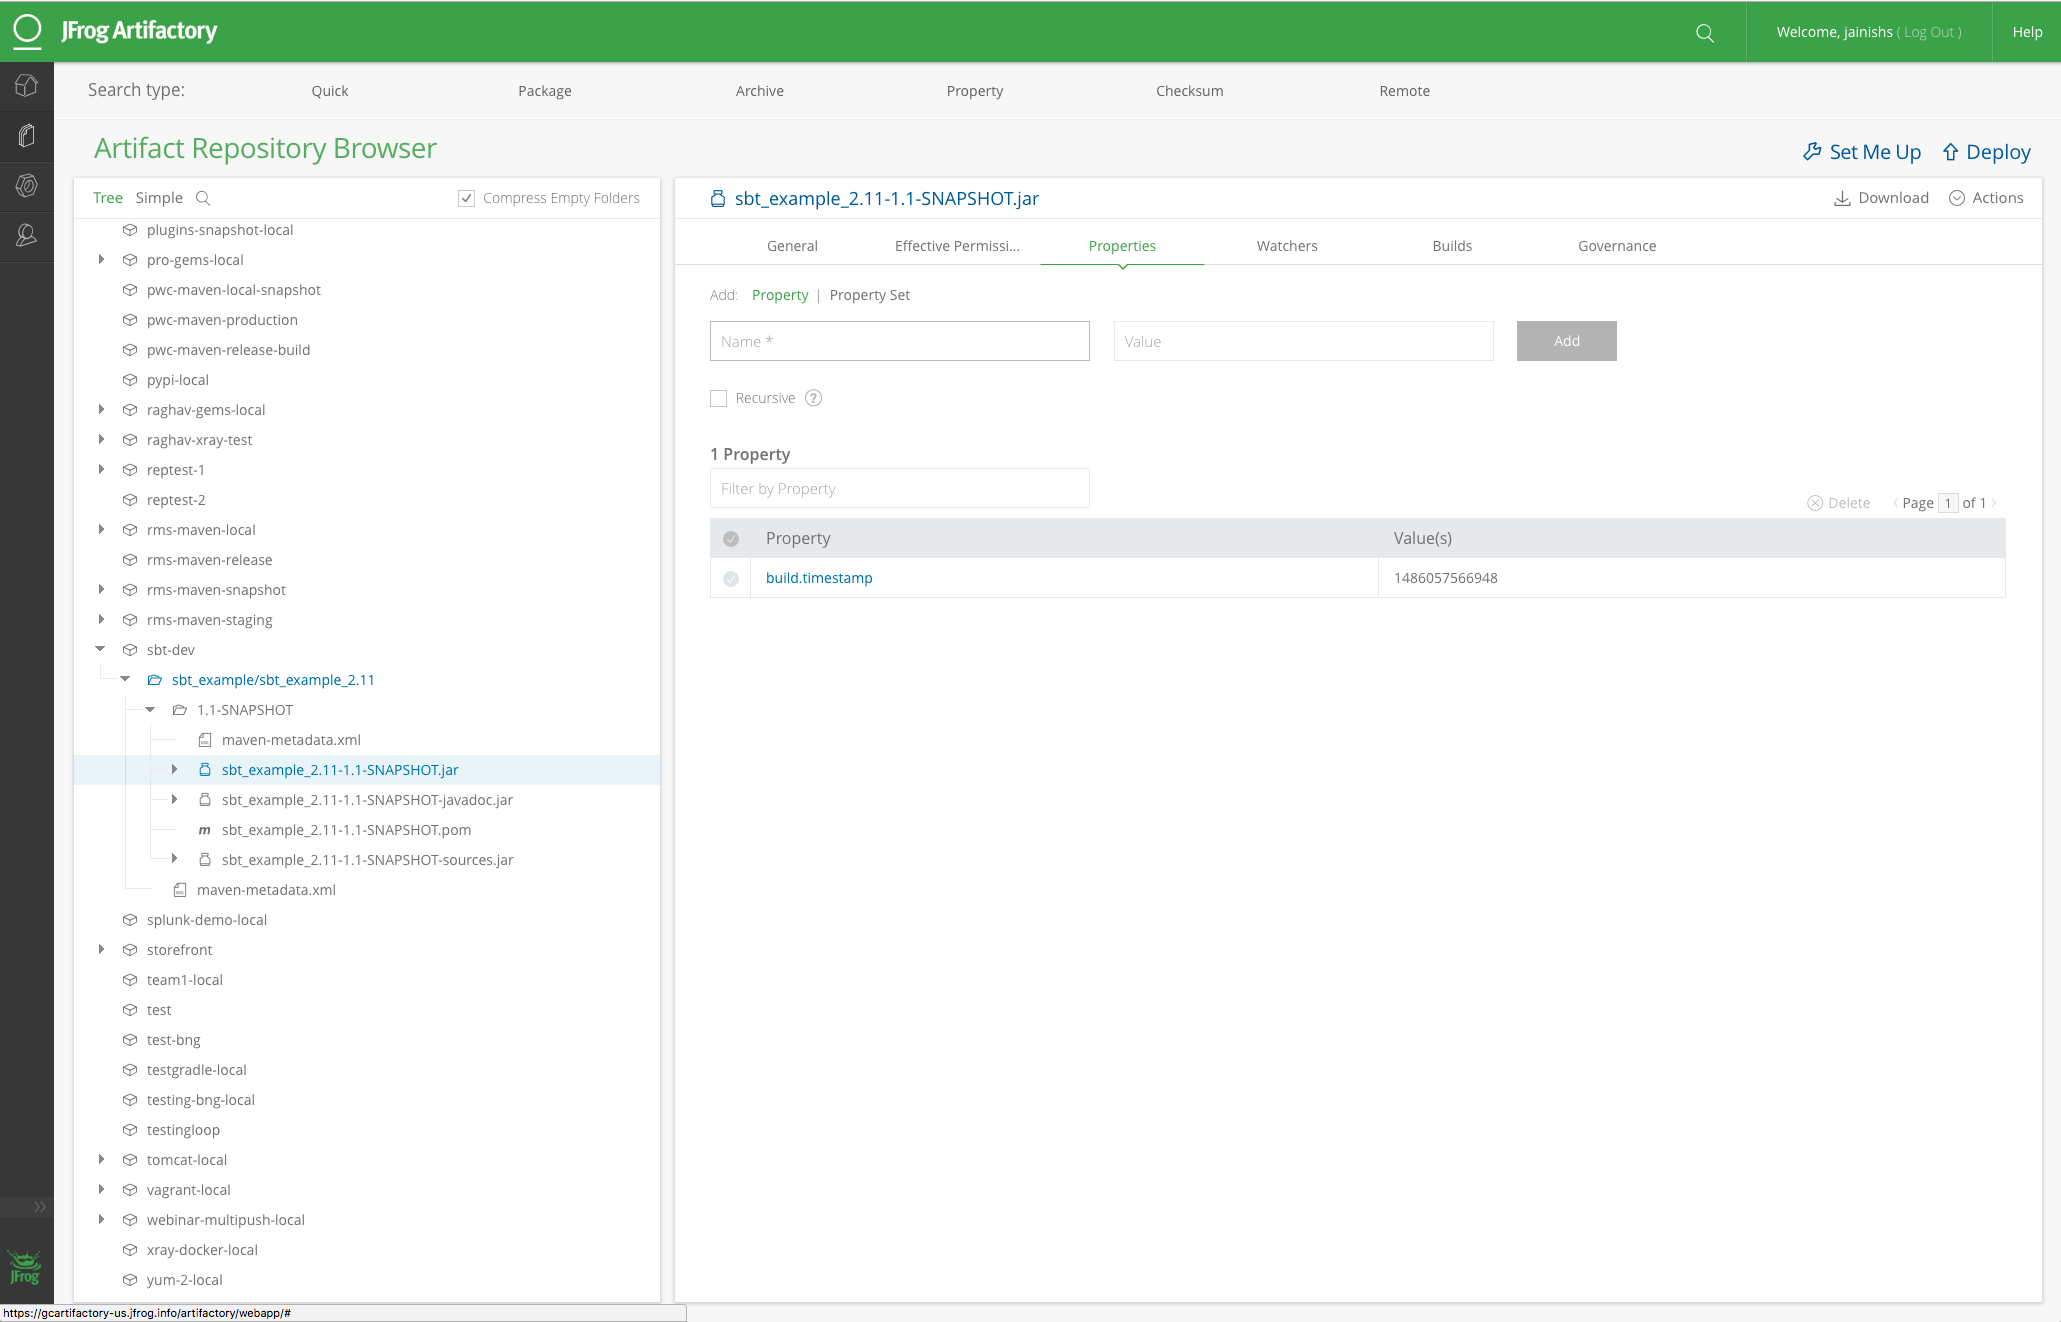 JFrog Artifactory
Welcome, jainishs ( Log Out )
Help
Search type:
Quick
Package
Archive
Property
Checksum
Remote
Artifact Repository Browser
Set Me Up
Deploy
Tree
Simple
Compress Empty Folders
plugins-snapshot-local
pro-gems-local
pwc-maven-local-snapshot
pwc-maven-production
pwc-maven-release-build
pypi-local
raghav-gems-local
raghav-xray-test
reptest-1
reptest-2
rms-maven-local
rms-maven-release
rms-maven-snapshot
rms-maven-staging
sbt-dev
sbt_example/sbt_example_2.11
1.1-SNAPSHOT
maven-metadata.xml
sbt_example_2.11-1.1-SNAPSHOT.jar
sbt_example_2.11-1.1-SNAPSHOT-javadoc.jar
m sbt_example_2.11-1.1-SNAPSHOT.pom
sbt_example_2.11-1.1-SNAPSHOT-sources.jar
maven-metadata.xml
splunk-demo-local
storefront
team1-local
test
test-bng
testgradle-local
testing-bng-local
testingloop
tomcat-local
vagrant-local
webinar-multipush-local
xray-docker-local
yum-2-local
sbt_example_2.11-1.1-SNAPSHOT.jar
Download
Actions
General
Effective Permissi...
Properties
Watchers
Builds
Governance
Add: Property | Property Set
Name *
Value
Add
Recursive ?
1 Property
Filter by Property
Delete
Page 1 of 1
Property
Value(s)
build.timestamp
1486057566948
JFrog
https://gcartifactory-us.jfrog.info/artifactory/webapp/#